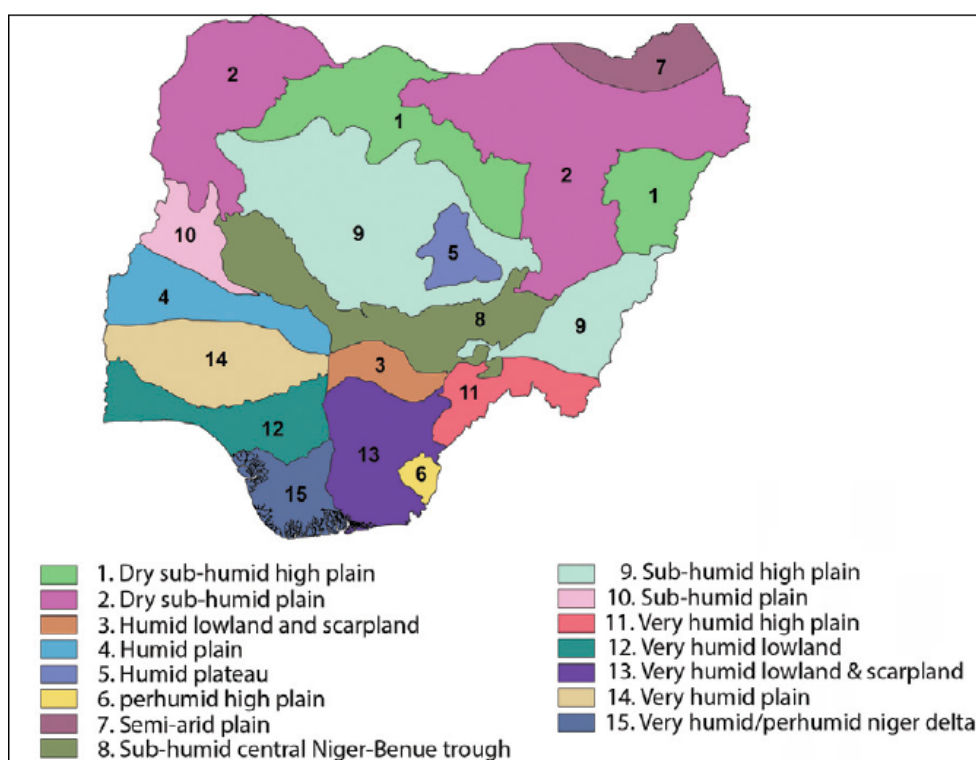 2
7
1
2
1
10
9
5
4
8
9
14
3
11
12
13
6
15
1. Dry sub-humid high plain
2. Dry sub-humid plain
3. Humid lowland and scarpland
4. Humid plain
5. Humid plateau
6. perhumid high plain
7. Semi-arid plain
8. Sub-humid central Niger-Benue trough
9. Sub-humid high plain
10. Sub-humid plain
11. Very humid high plain
12. Very humid lowland
13. Very humid lowland & scarpland
14. Very humid plain
15. Very humid/perhumid niger delta